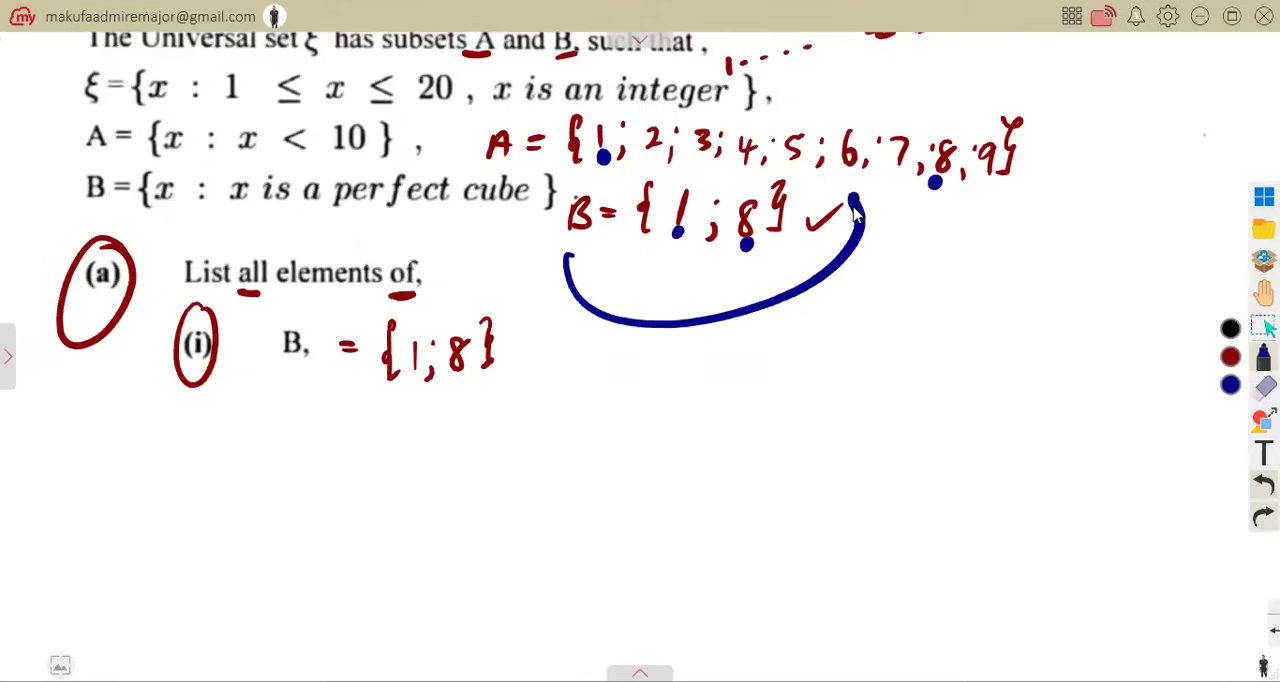 my makufaadmiremajor@gmail.com
The Universal set ξ has subsets A and B, such that ,
ξ = {x : 1 ≤ x ≤ 20 , x is an integer } ,
A = {x : x < 10 } , A = {1; 2; 3; 4; 5; 6; 7; 8; 9}
B = {x : x is a perfect cube } B = {1; 8} ✓
(a) List all elements of,
(i) B, = {1; 8}
T